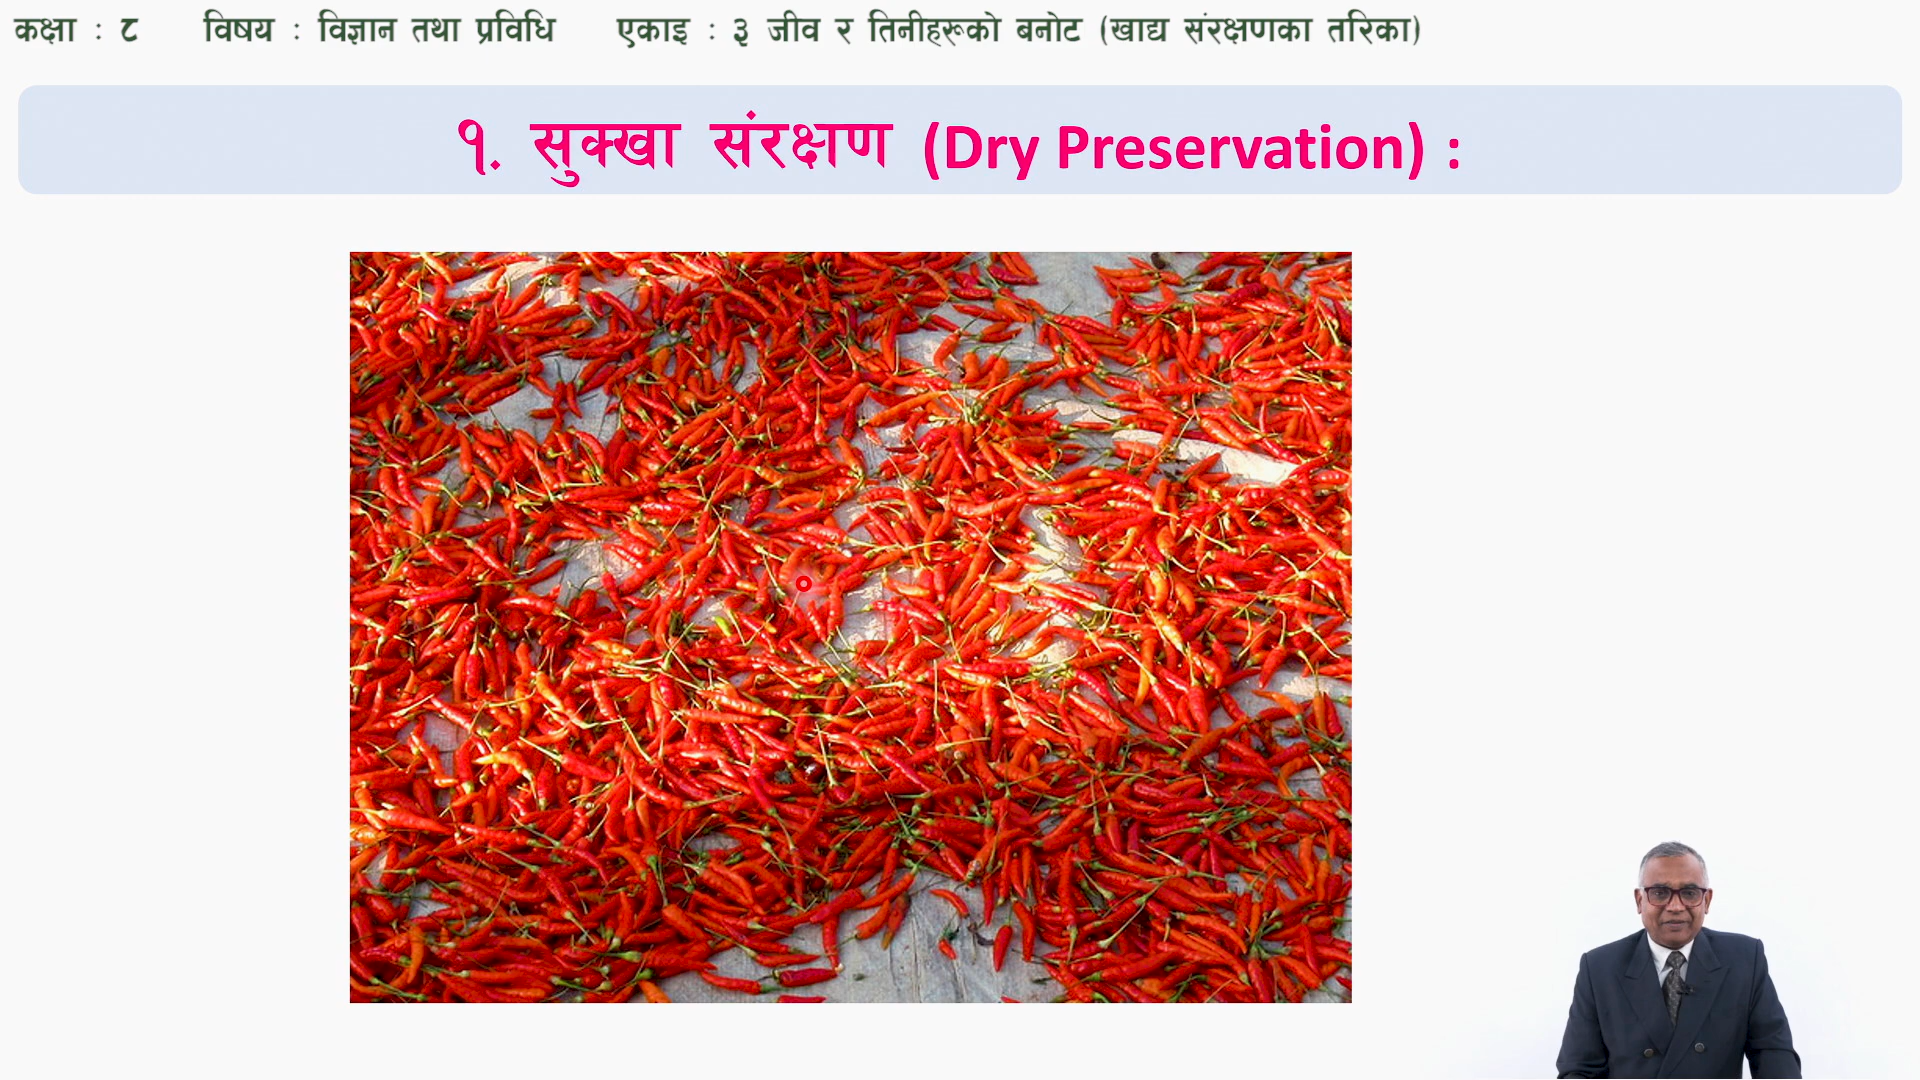 कक्षा : ८ विषय : विज्ञान तथा प्रविधि एकाइ : ३ जीव र तिनीहरूको बनोट (खाद्य संरक्षणका तरिका)
१. सुक्खा संरक्षण (Dry Preservation) :